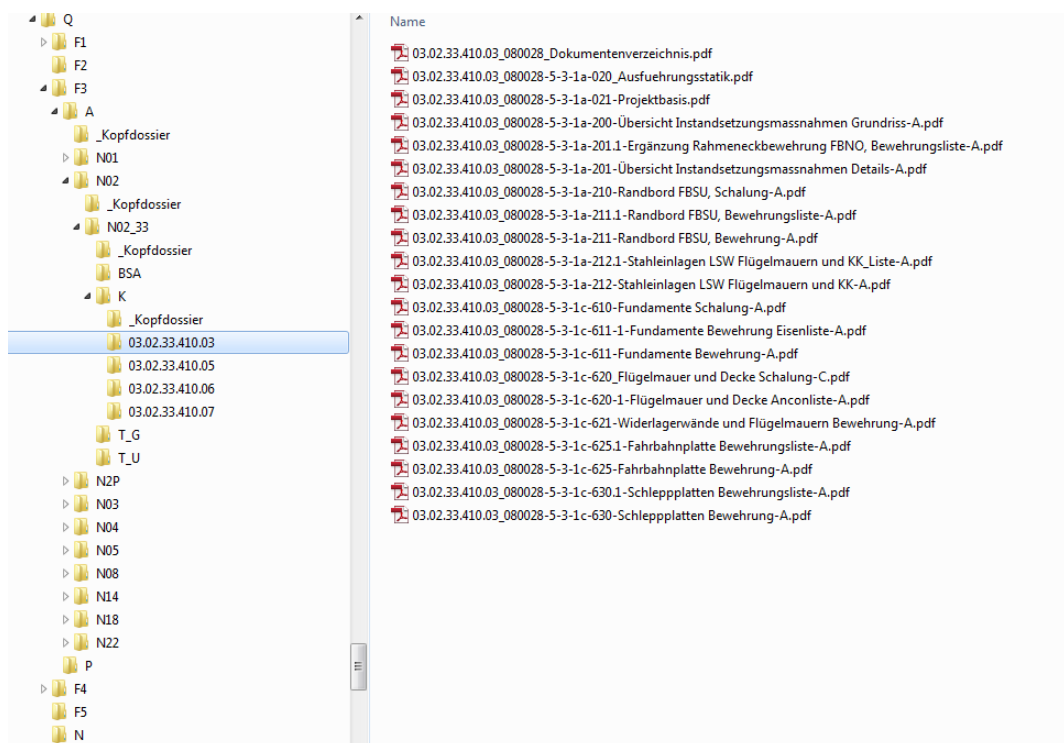 Q
F1
F2
F3
A
_Kopfdossier
N01
N02
_Kopfdossier
N02_33
_Kopfdossier
BSA
K
_Kopfdossier
03.02.33.410.03
03.02.33.410.05
03.02.33.410.06
03.02.33.410.07
T_G
T_U
N2P
N03
N04
N05
N08
N14
N18
N22
P
F4
F5
N
Name
03.02.33.410.03_080028_Dokumentenverzeichnis.pdf
03.02.33.410.03_080028-5-3-1a-020_Ausfuehrungsstatik.pdf
03.02.33.410.03_080028-5-3-1a-021-Projektbasis.pdf
03.02.33.410.03_080028-5-3-1a-200-Übersicht Instandsetzungsmassnahmen Grundriss-A.pdf
03.02.33.410.03_080028-5-3-1a-201.1-Ergänzung Rahmeneckbewehrung FBNO, Bewehrungsliste-A.pdf
03.02.33.410.03_080028-5-3-1a-201-Übersicht Instandsetzungsmassnahmen Details-A.pdf
03.02.33.410.03_080028-5-3-1a-210-Randbord FBSU, Schalung-A.pdf
03.02.33.410.03_080028-5-3-1a-211.1-Randbord FBSU, Bewehrungsliste-A.pdf
03.02.33.410.03_080028-5-3-1a-211-Randbord FBSU, Bewehrung-A.pdf
03.02.33.410.03_080028-5-3-1a-212.1-Stahleinlagen LSW Flügelmauern und KK_Liste-A.pdf
03.02.33.410.03_080028-5-3-1a-212-Stahleinlagen LSW Flügelmauern und KK-A.pdf
03.02.33.410.03_080028-5-3-1c-610-Fundamente Schalung-A.pdf
03.02.33.410.03_080028-5-3-1c-611-1-Fundamente Bewehrung Eisenliste-A.pdf
03.02.33.410.03_080028-5-3-1c-611-Fundamente Bewehrung-A.pdf
03.02.33.410.03_080028-5-3-1c-620_Flügelmauer und Decke Schalung-C.pdf
03.02.33.410.03_080028-5-3-1c-620-1-Flügelmauer und Decke Anconliste-A.pdf
03.02.33.410.03_080028-5-3-1c-621-Widerlagerwände und Flügelmauern Bewehrung-A.pdf
03.02.33.410.03_080028-5-3-1c-625.1-Fahrbahnplatte Bewehrungsliste-A.pdf
03.02.33.410.03_080028-5-3-1c-625-Fahrbahnplatte Bewehrung-A.pdf
03.02.33.410.03_080028-5-3-1c-630.1-Schleppplatten Bewehrungsliste-A.pdf
03.02.33.410.03_080028-5-3-1c-630-Schleppplatten Bewehrung-A.pdf